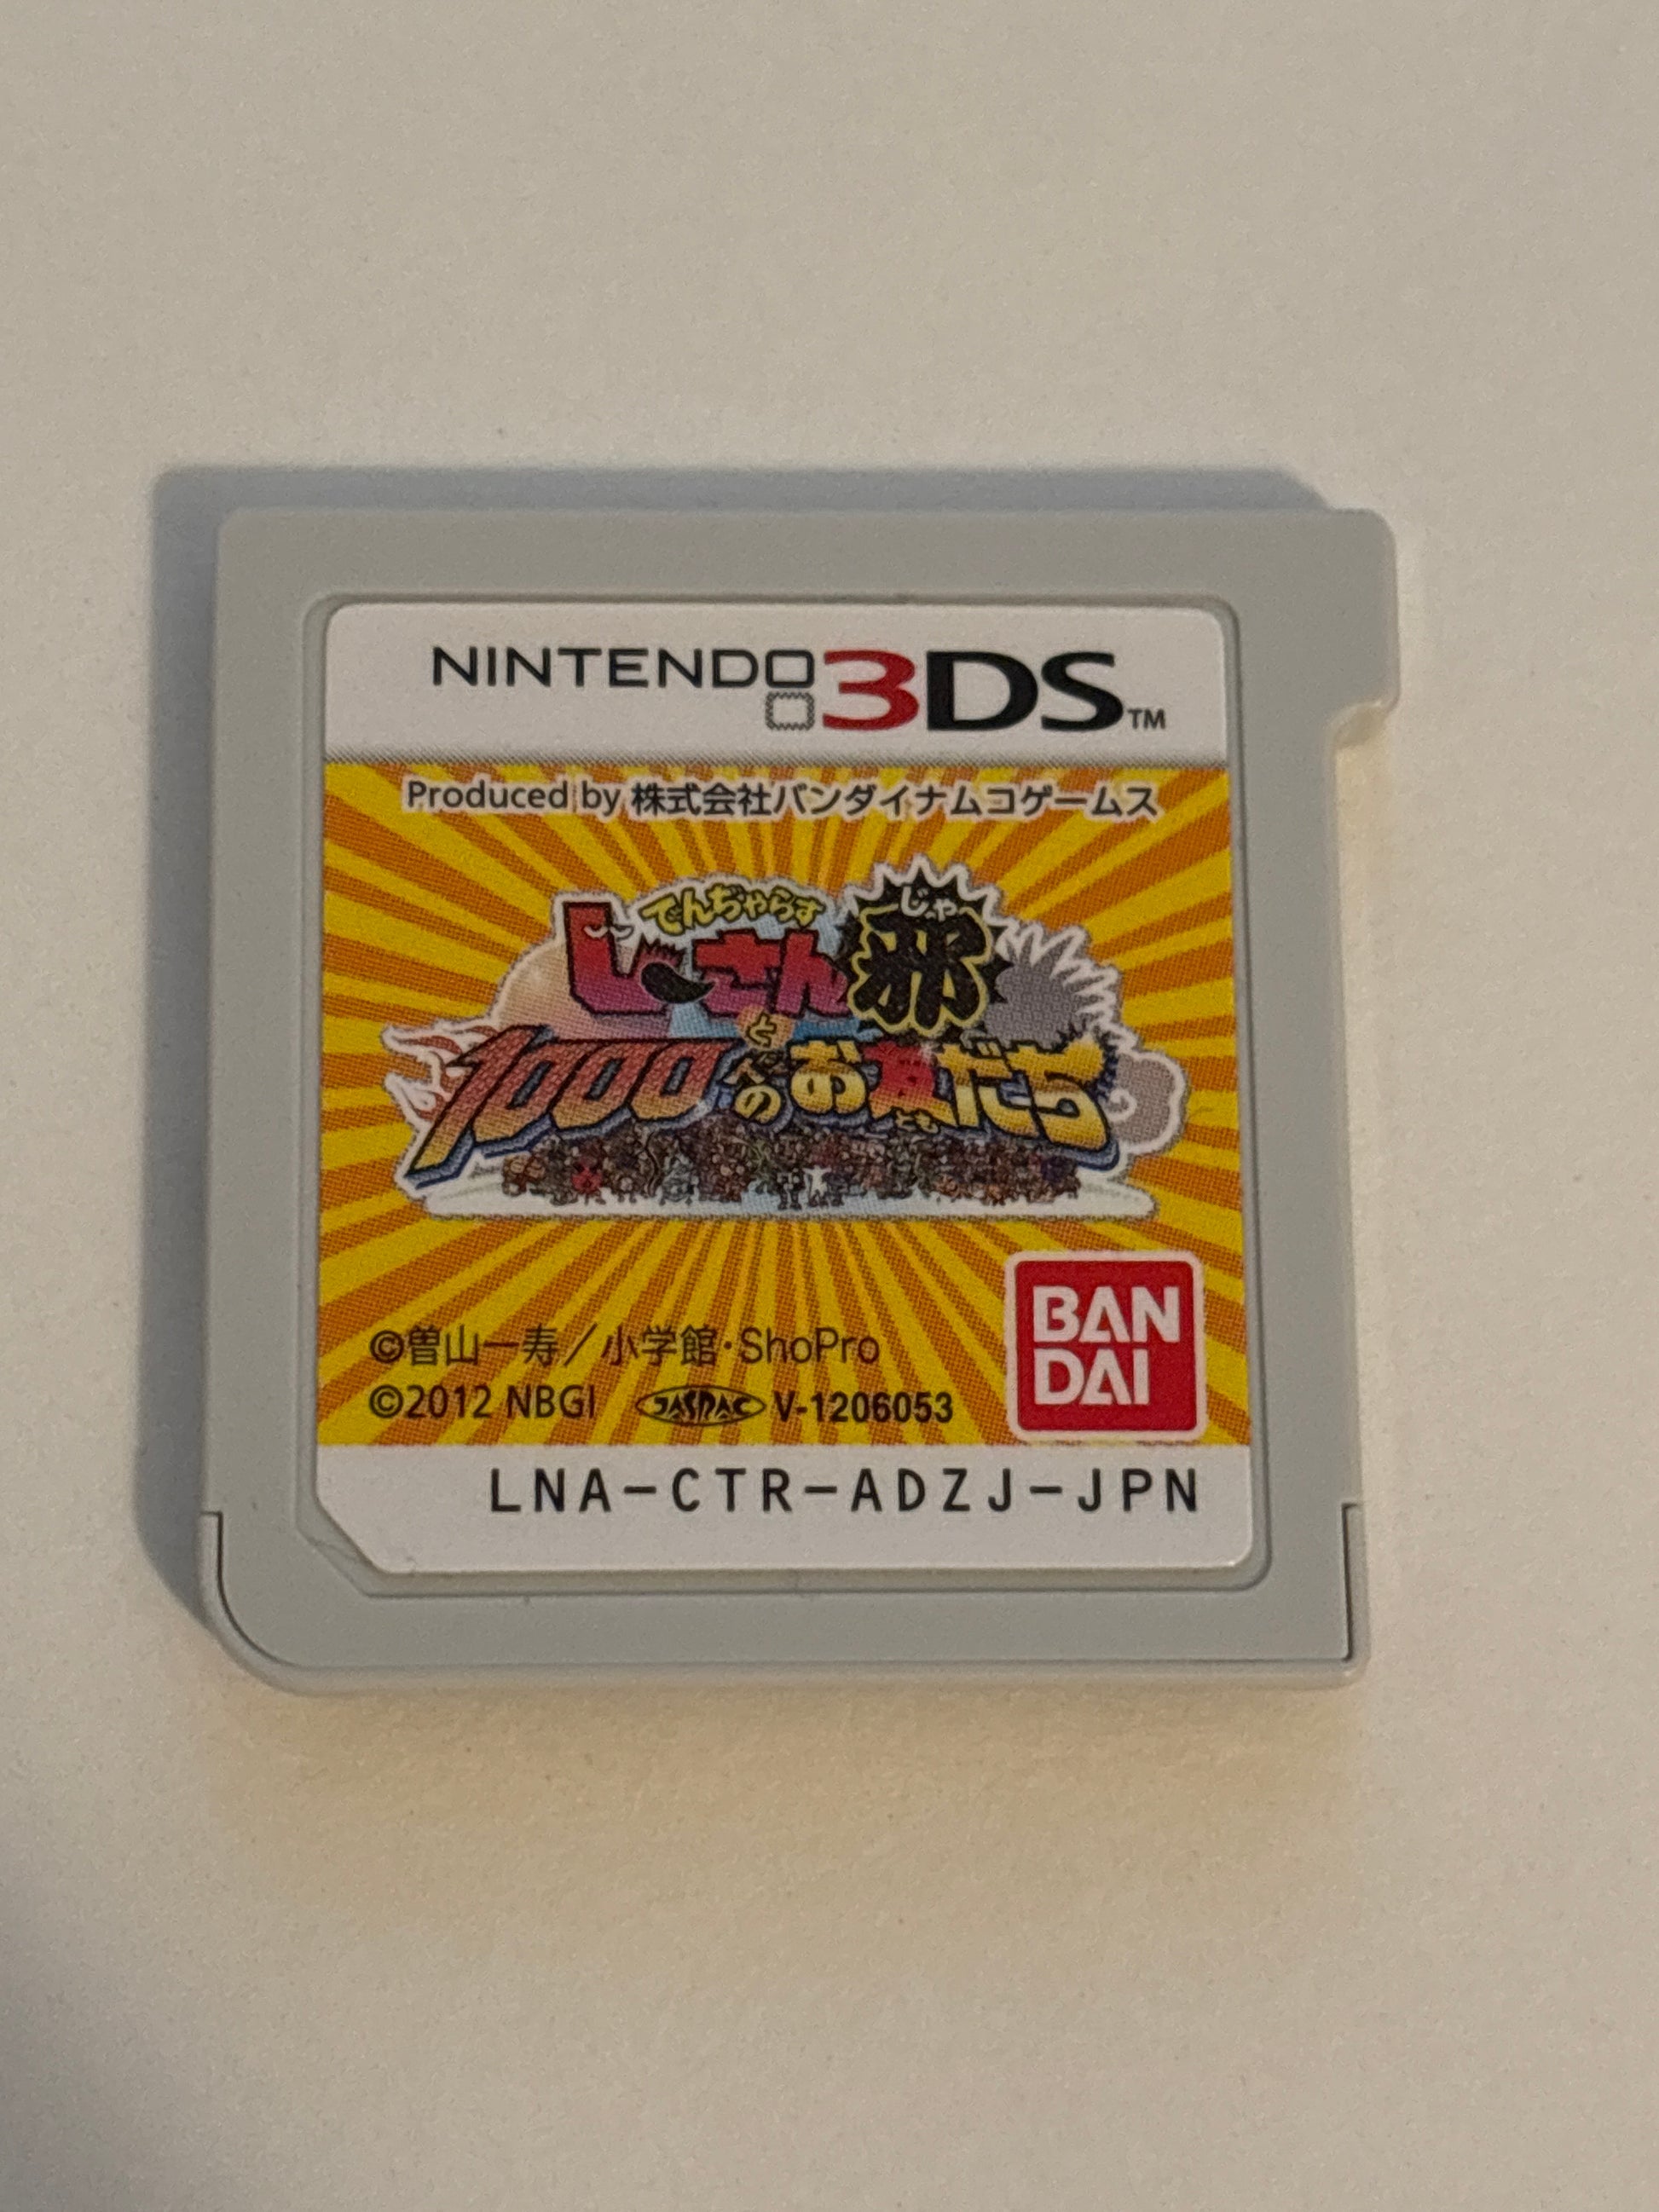 NINTENDO3DS™
Produced by 株式会社バンダイナムコゲームス
でんぢゃらす
じゃ
じーさん邪
と
1000人のお友だち
とも
BAN
DAI
©曽山一寿／小学館・ShoPro
©2012 NBGI JASRAC V-1206053
LNA-CTR-ADZJ-JPN